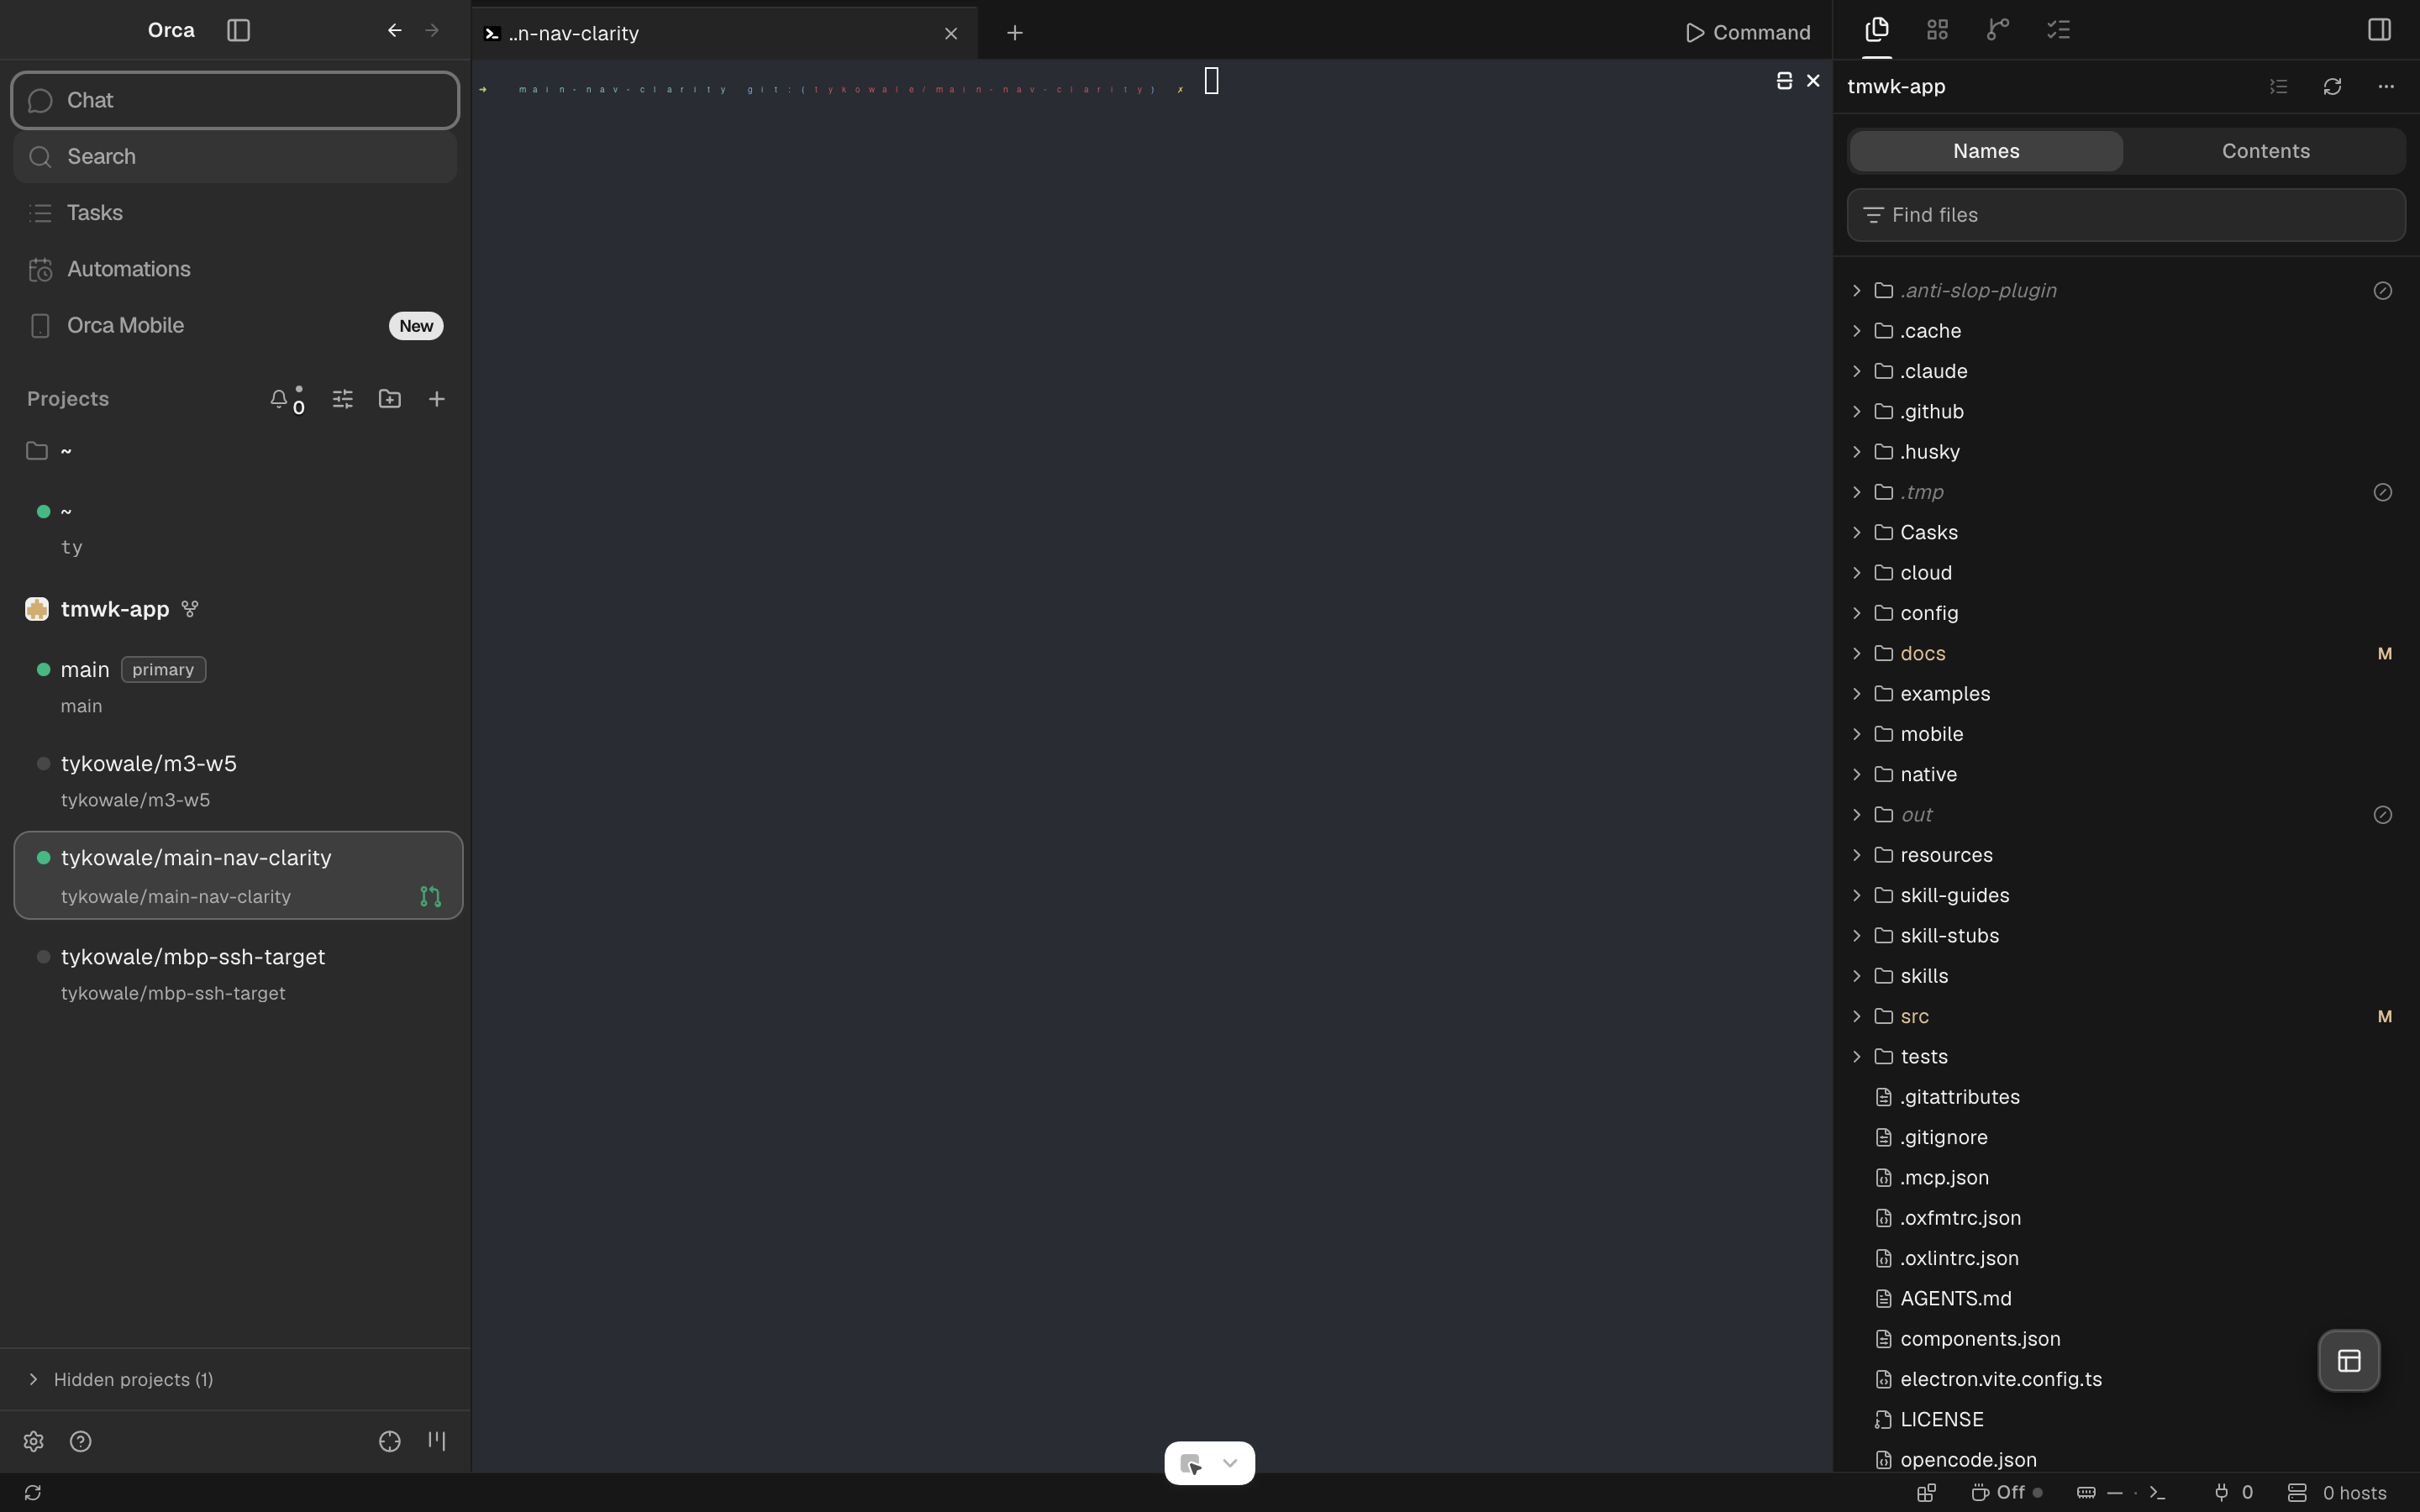 Orca
Chat
Search
Tasks
Automations
Orca Mobile
New
Projects
0
~
~
ty
tmwk-app
main
primary
main
tykowale/m3-w5
tykowale/m3-w5
tykowale/main-nav-clarity
tykowale/main-nav-clarity
tykowale/mbp-ssh-target
tykowale/mbp-ssh-target
Hidden projects (1)
..n-nav-clarity
Command
➜ main-nav-clarity git:(tykowale/main-nav-clarity) ✗
tmwk-app
Names
Contents
Find files
.anti-slop-plugin
.cache
.claude
.github
.husky
.tmp
Casks
cloud
config
docs M
examples
mobile
native
out
resources
skill-guides
skill-stubs
skills
src M
tests
.gitattributes
.gitignore
.mcp.json
.oxfmtrc.json
.oxlintrc.json
AGENTS.md
components.json
electron.vite.config.ts
LICENSE
opencode.json
Off
— ·
0
0 hosts